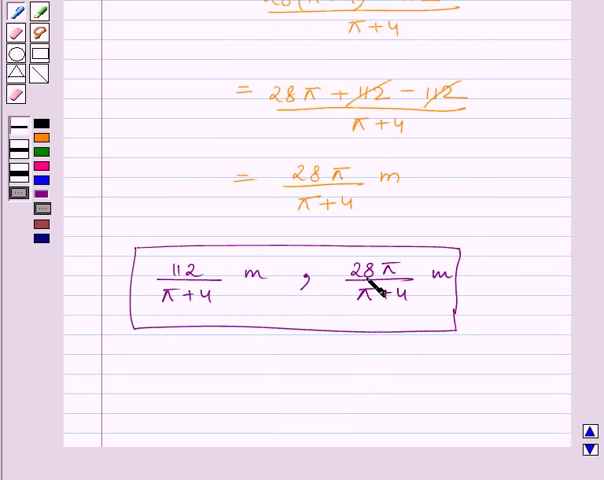 π+4
= 28π + 112 − 112 / π+4
= 28π / π+4 m
112 / π+4 m , 28π / π+4 m